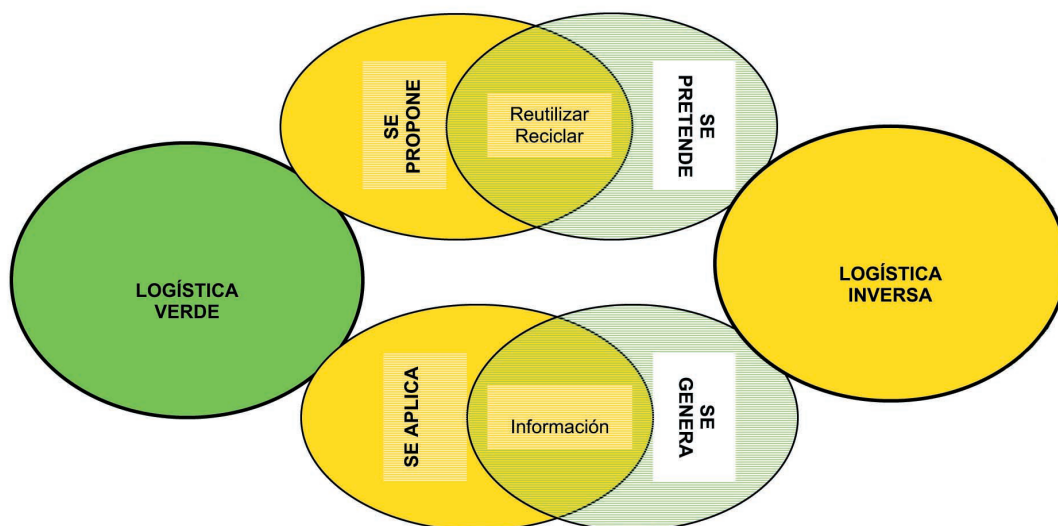 SE
PROPONE
Reutilizar
Reciclar
SE
PRETENDE
LOGÍSTICA
VERDE
LOGÍSTICA
INVERSA
SE APLICA
Información
SE
GENERA